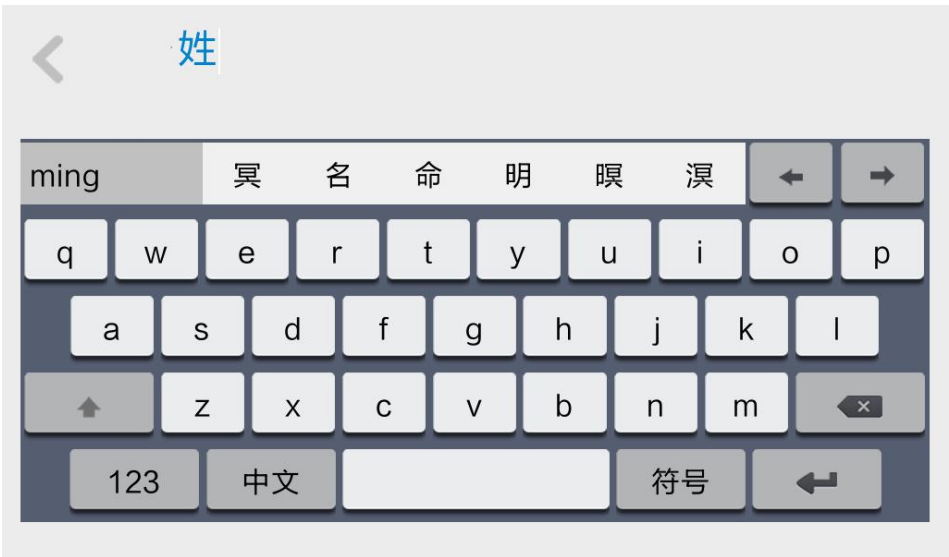 姓
ming 冥 名 命 明 暝 溟
q w e r t y u i o p
a s d f g h j k l
z x c v b n m
123 中文 符号